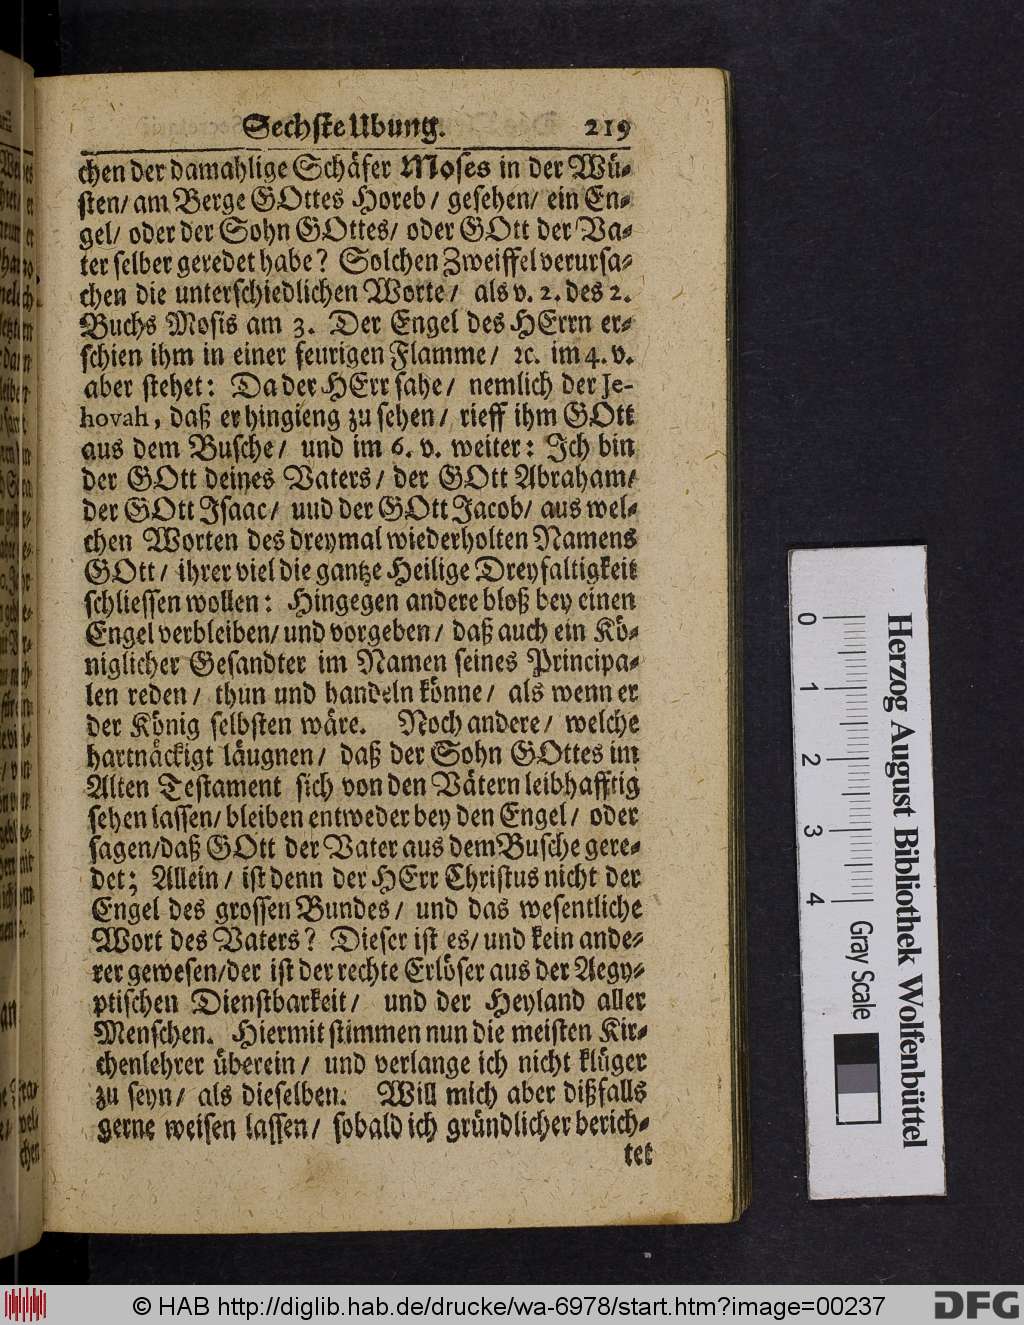 Sechste Ubung. 219
chen der damahlige Schäfer Moses in der Wü-
sten/ am Berge GOttes Horeb/ gesehen/ ein En-
gel/ oder der Sohn GOttes/ oder GOtt der Va-
ter selber geredet habe? Solchen Zweiffel verursa-
chen die unterschiedlichen Worte/ als v. 2. des 2.
Buchs Mosis am 3. Der Engel des HErrn er-
schien ihm in einer feurigen Flamme/ ꝛc. im 4. v.
aber stehet: Da der HErr sahe/ nemlich der Je-
hovah, daß er hingieng zu sehen/ rieff ihm GOtt
aus dem Busche/ und im 6. v. weiter: Ich bin
der GOtt deines Vaters/ der GOtt Abraham/
der GOtt Isaac/ uud der GOtt Jacob/ aus wel-
chen Worten des dreymal wiederholten Namens
GOtt/ ihrer viel die gantze Heilige Dreyfaltigkeit
schliessen wollen: Hingegen andere bloß bey einen
Engel verbleiben/ und vorgeben/ daß auch ein Kö-
niglicher Gesandter im Namen seines Principa-
len reden/ thun und handeln könne/ als wenn er
der König selbsten wäre. Noch andere/ welche
hartnäckigt läugnen/ daß der Sohn GOttes im
Alten Testament sich von den Vätern leibhafftig
sehen lassen/ bleiben entweder bey den Engel/ oder
sagen/ daß GOtt der Vater aus dem Busche gere-
det; Allein/ ist denn der HErr Christus nicht der
Engel des grossen Bundes/ und das wesentliche
Wort des Vaters? Dieser ist es/ und kein ande-
rer gewesen/ der ist der rechte Erlöser aus der Aegy-
ptischen Dienstbarkeit/ und der Heyland aller
Menschen. Hiermit stimmen nun die meisten Kir-
chenlehrer überein/ und verlange ich nicht klüger
zu seyn/ als dieselben. Will mich aber dißfalls
gerne weisen lassen/ sobald ich gründlicher berich-
tet
0 1 2 3 4
Herzog August Bibliothek Wolfenbüttel
Gray Scale
© HAB http://diglib.hab.de/drucke/wa-6978/start.htm?image=00237
DFG